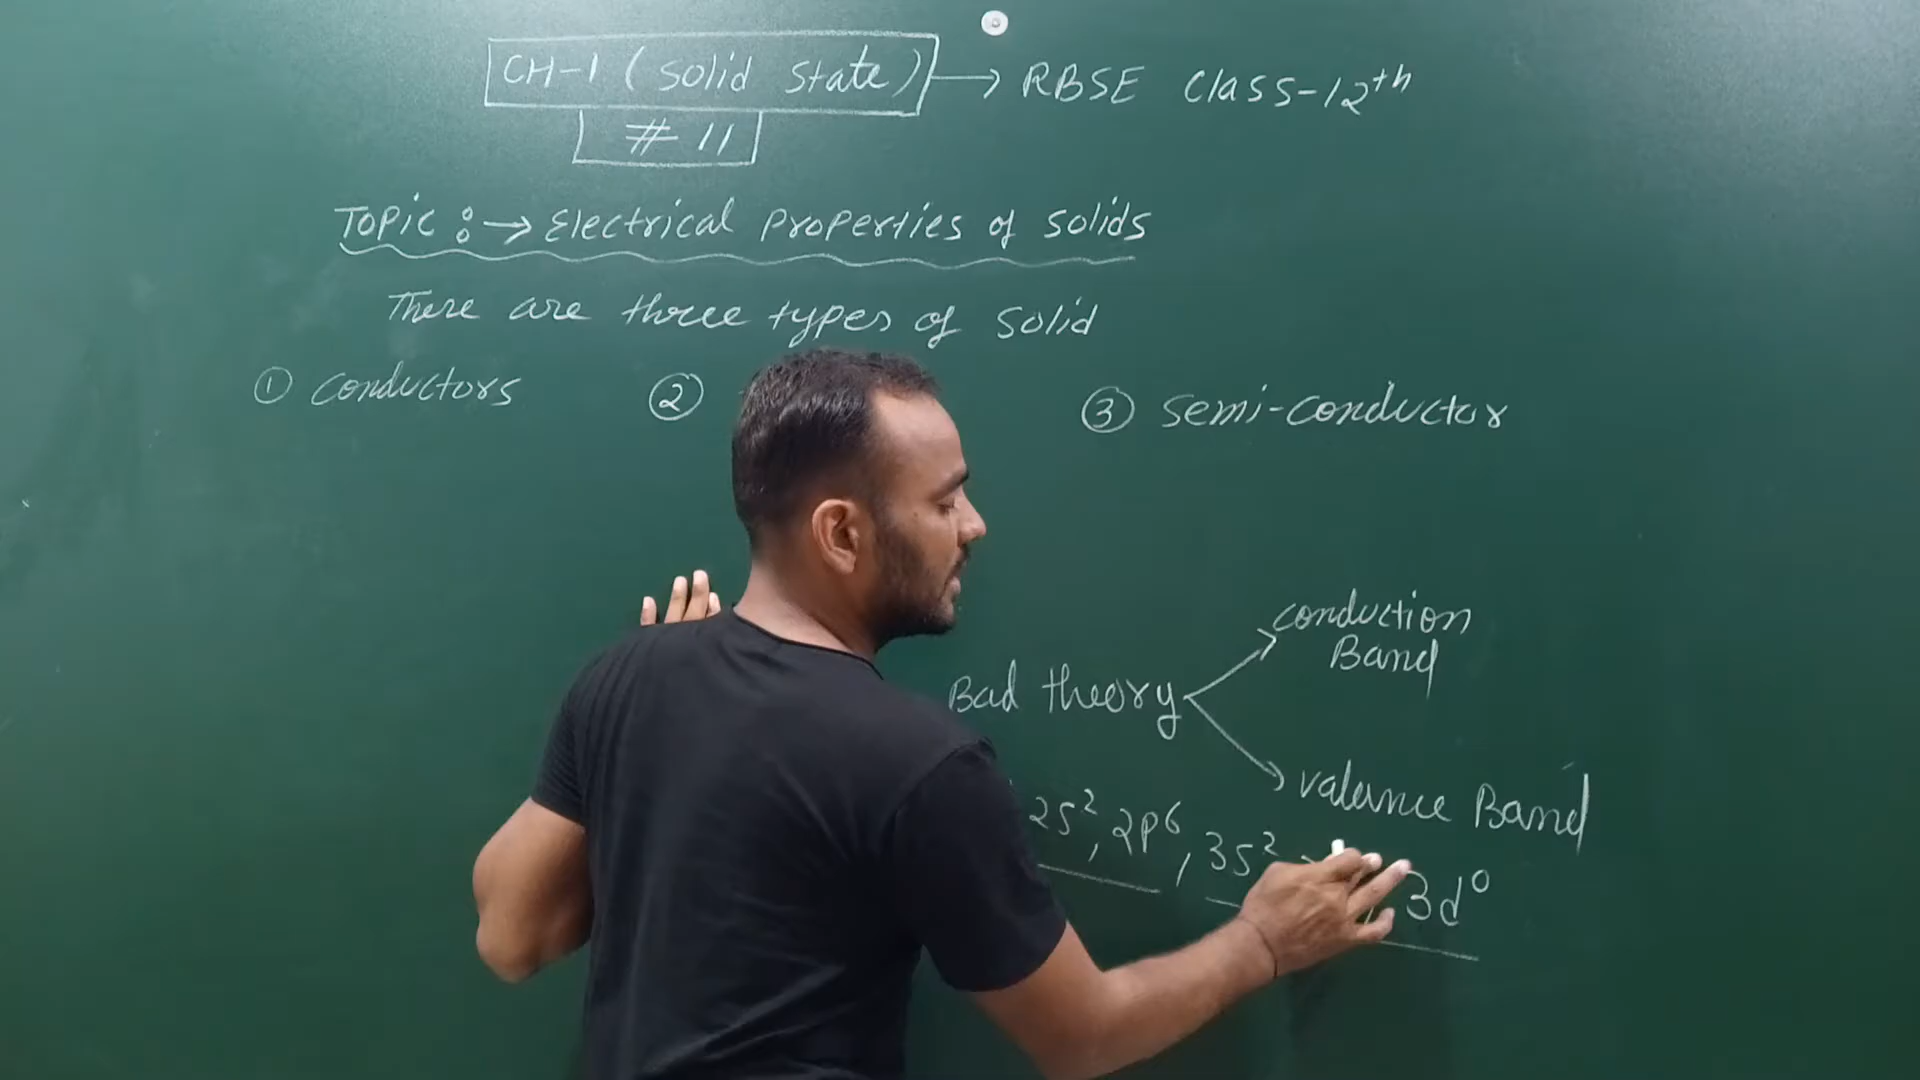 CH-1 (Solid State) → RBSE Class-12th
# 11
Topic :→ Electrical properties of solids
There are three types of solid
① conductors ② ③ Semi-conductor
conduction
Band
Bad theory
valence Band
2s², 2p⁶, 3s² , 3d⁰